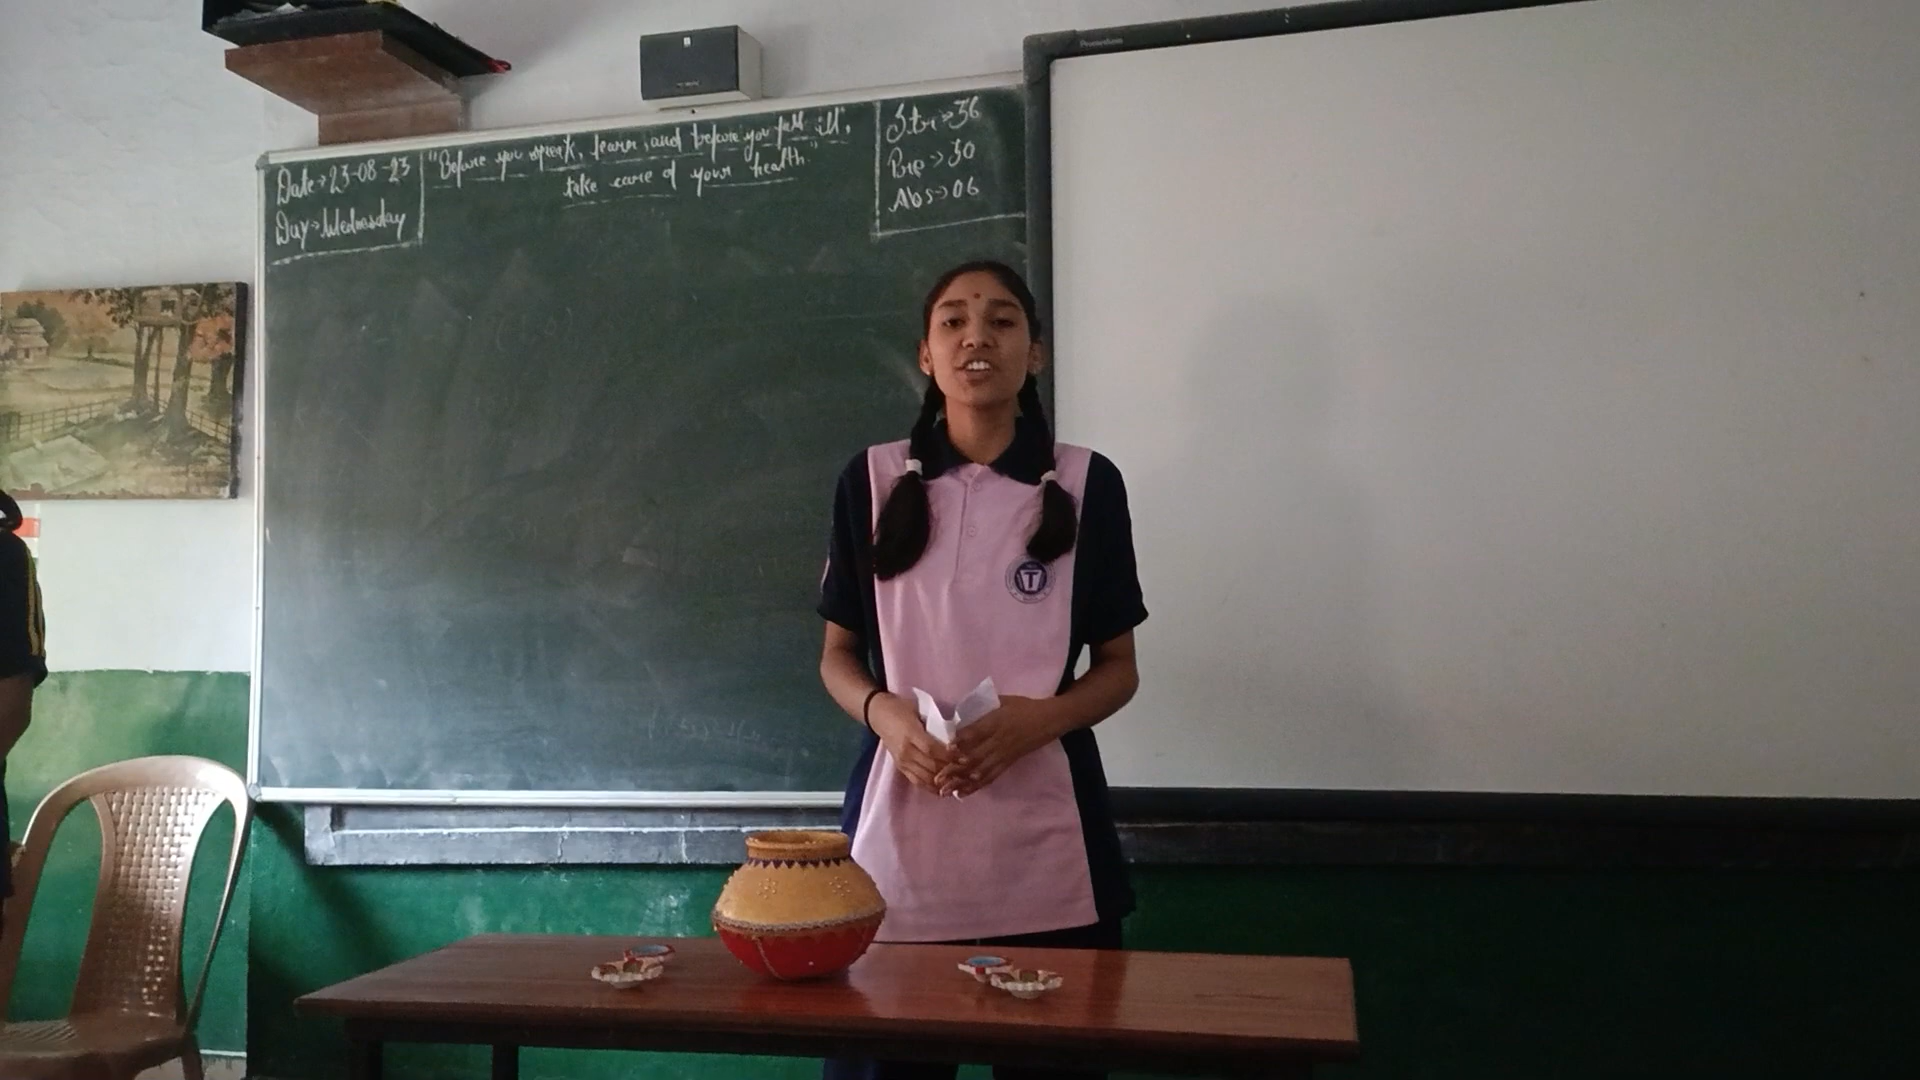 Date→23-08-23
Day→Wednesday
"Before you speak, learn, and before you fall ill,
take care of your health."
Str→36
Pre→30
Abs→06
Promethean
T